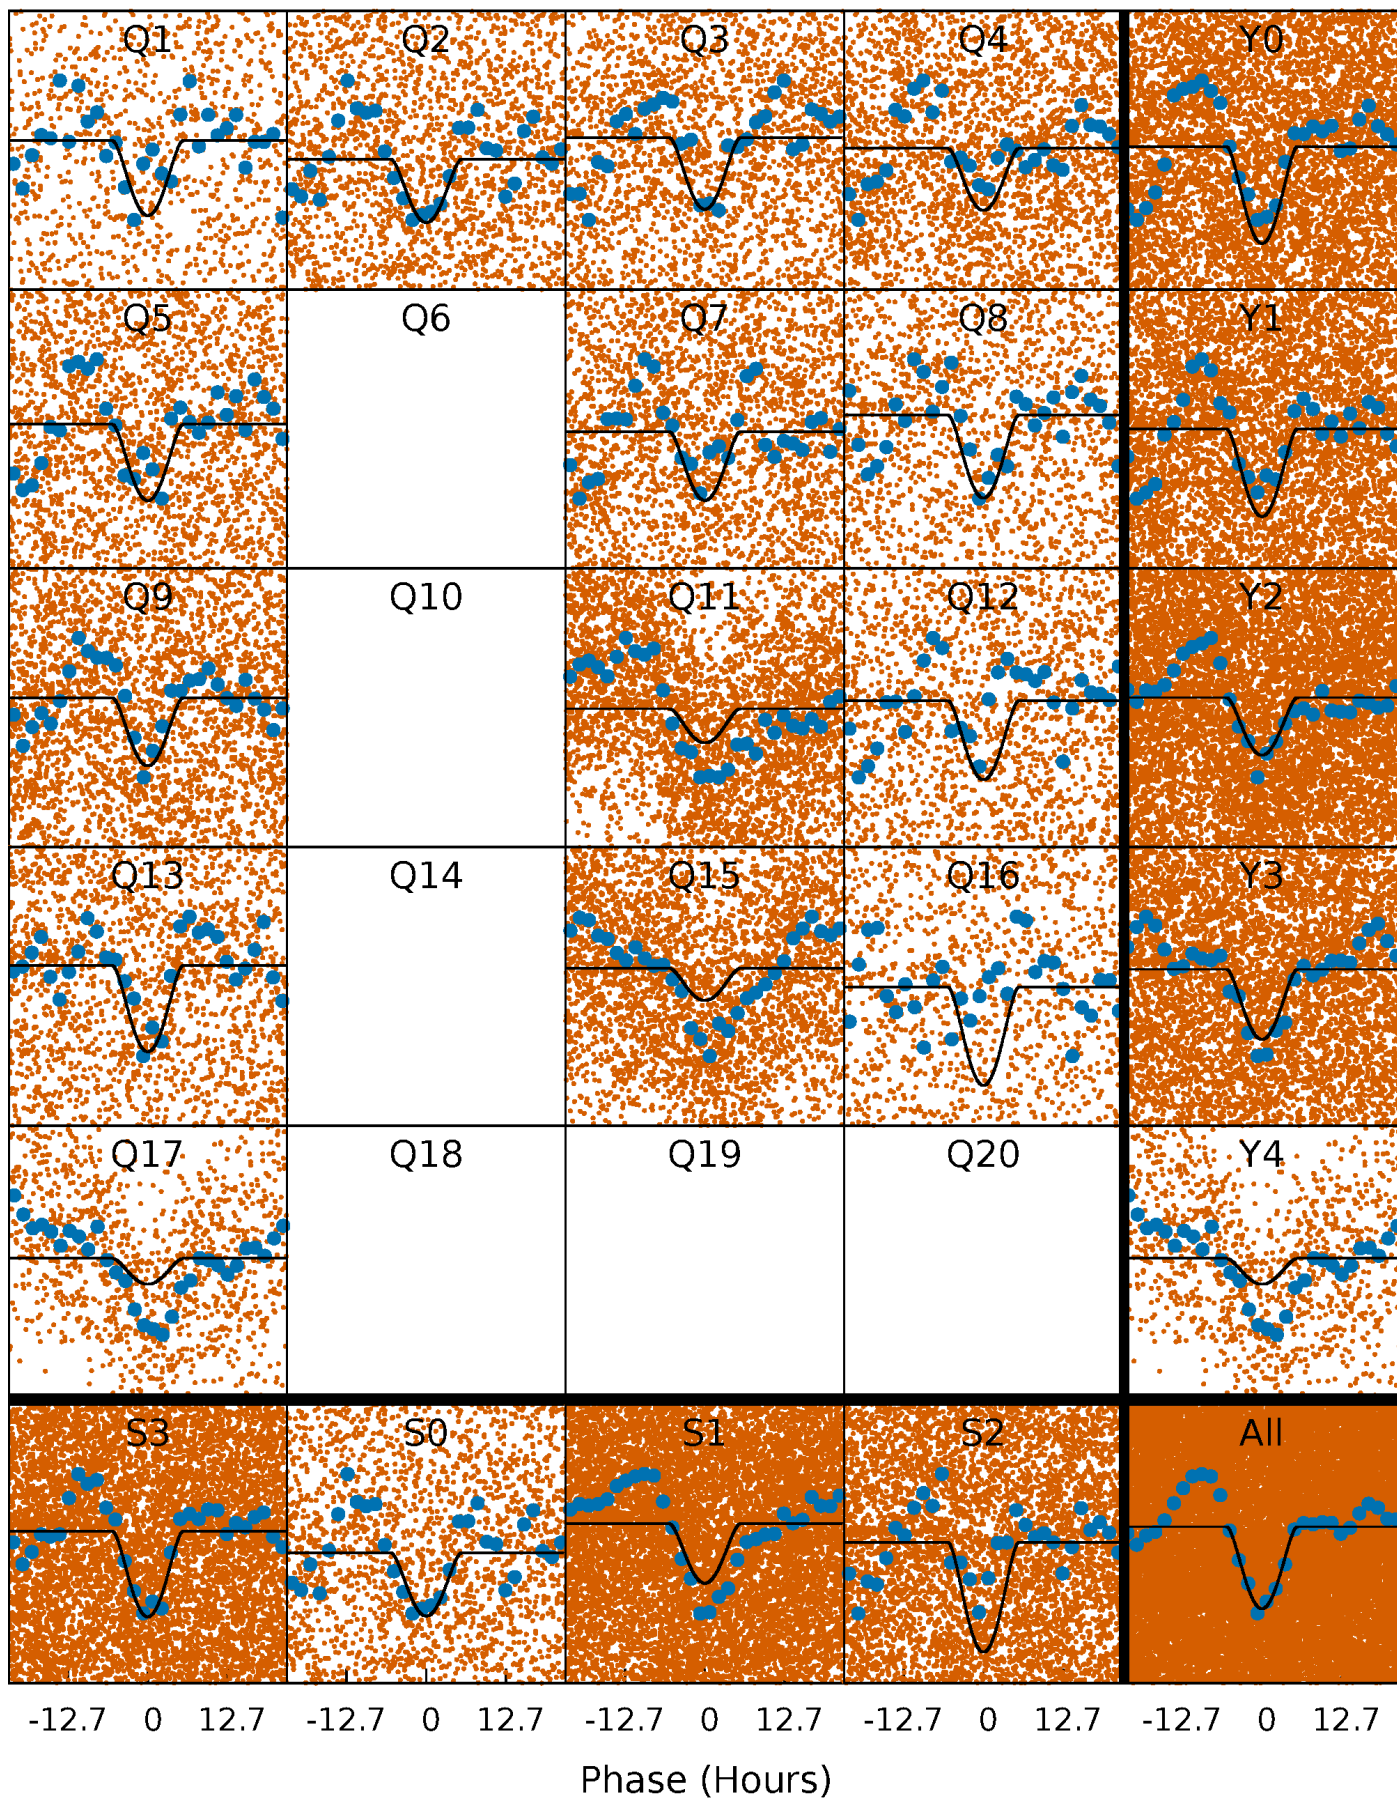 Q1 Q2 Q3 Q4 Y0
Q5 Q6 Q7 Q8 Y1
Q9 Q10 Q11 Q12 Y2
Q13 Q14 Q15 Q16 Y3
Q17 Q18 Q19 Q20 Y4
S3 S0 S1 S2 All
-12.7 0 12.7 -12.7 0 12.7 -12.7 0 12.7 -12.7 0 12.7 -12.7 0 12.7
Phase (Hours)